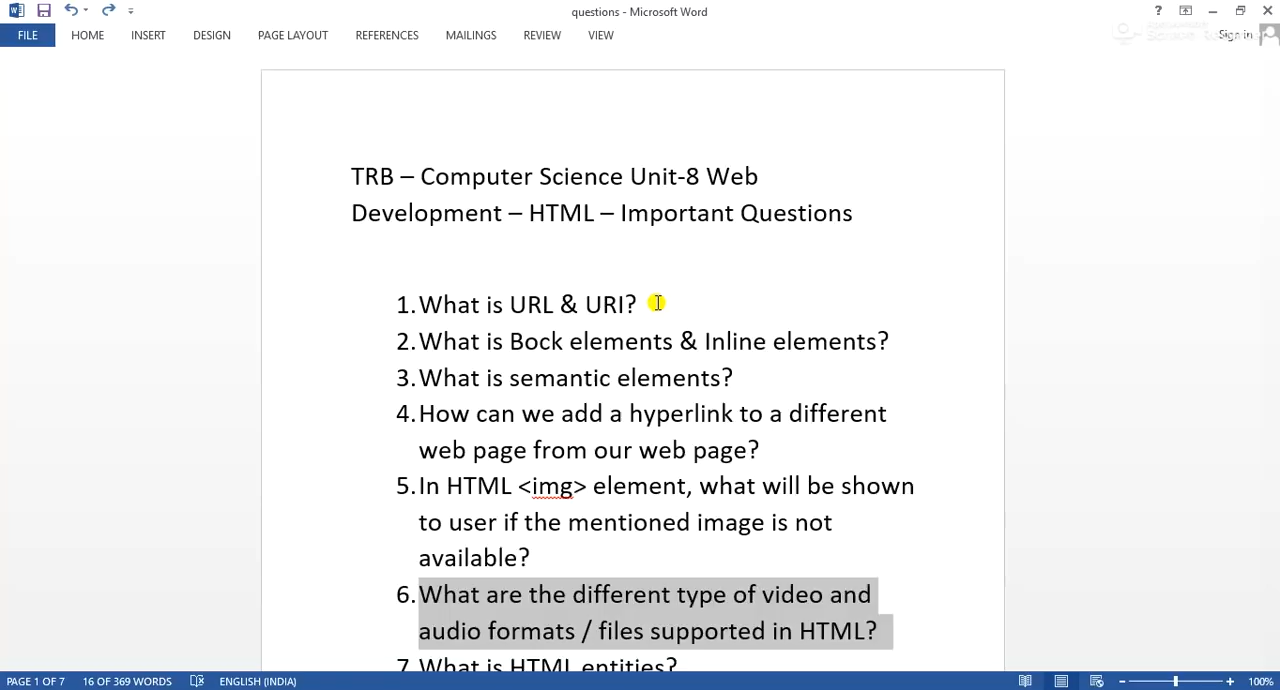 questions - Microsoft Word
?
FILE HOME INSERT DESIGN PAGE LAYOUT REFERENCES MAILINGS REVIEW VIEW
Sign in
TRB – Computer Science Unit-8 Web
Development – HTML – Important Questions
1. What is URL & URI?
2. What is Bock elements & Inline elements?
3. What is semantic elements?
4. How can we add a hyperlink to a different
web page from our web page?
5. In HTML <img> element, what will be shown
to user if the mentioned image is not
available?
6. What are the different type of video and
audio formats / files supported in HTML?
7. What is HTML entities?
PAGE 1 OF 7 16 OF 369 WORDS ENGLISH (INDIA) 100%